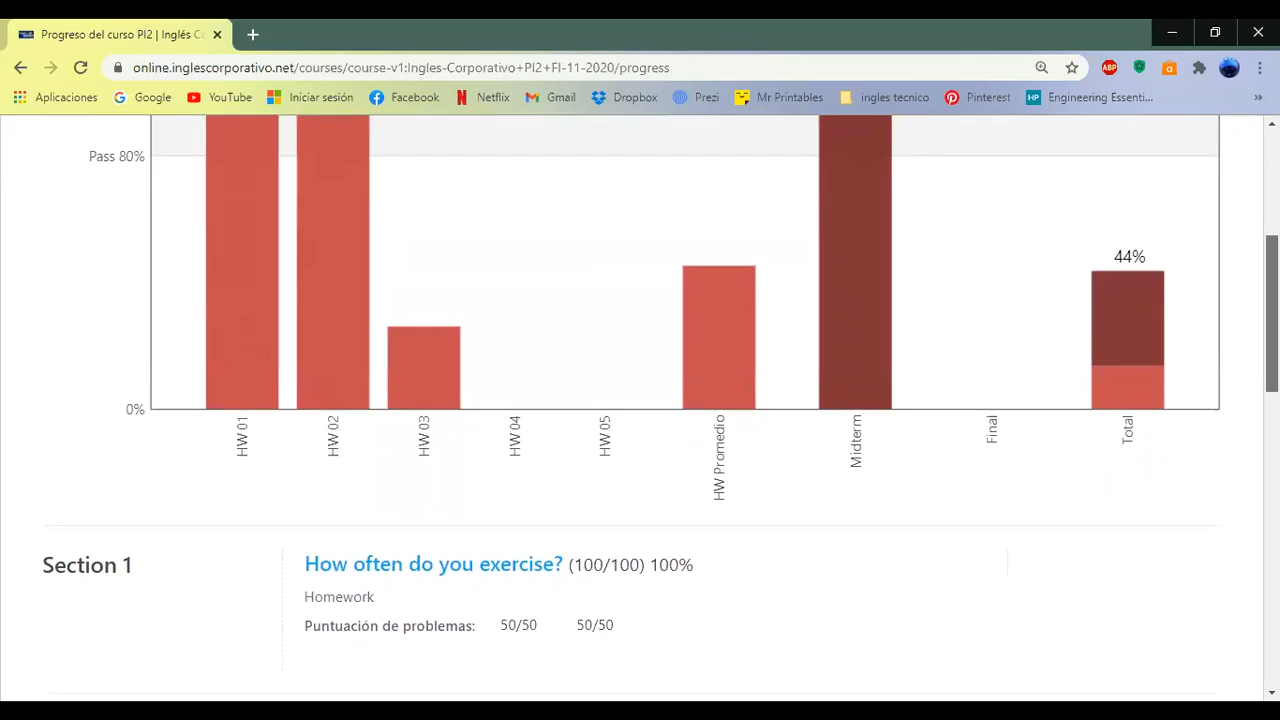 Progreso del curso PI2 | Inglés Co
online.inglescorporativo.net/courses/course-v1:Ingles-Corporativo+PI2+FI-11-2020/progress
ABP
Aplicaciones Google YouTube Iniciar sesión Facebook Netflix Gmail Dropbox Prezi Mr Printables ingles tecnico Pinterest HP Engineering Essenti... »
Pass 80%
44%
0%
HW 01 HW 02 HW 03 HW 04 HW 05 HW Promedio Midterm Final Total
Section 1
How often do you exercise? (100/100) 100%
Homework
Puntuación de problemas: 50/50 50/50